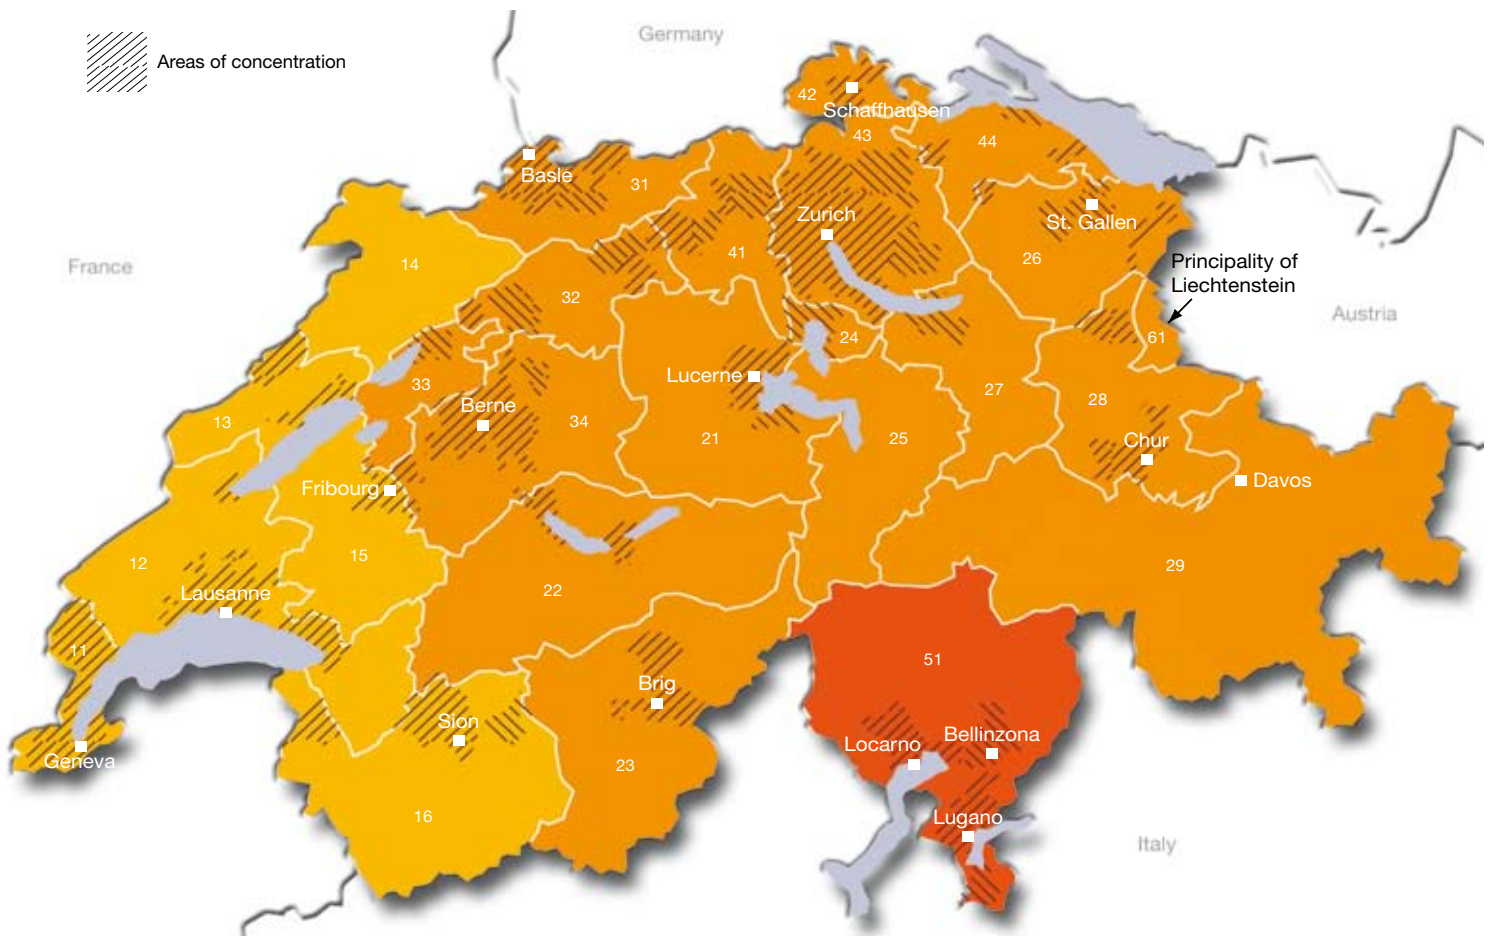 Germany
Areas of concentration
42
Schaffhausen
43
44
Basle
31
Zurich
St. Gallen
France
14
41
26
Principality of
Liechtenstein
32
Austria
24
61
Lucerne
33
27
28
Berne
13
34
21
25
Chur
Fribourg
Davos
12
15
29
22
Lausanne
11
51
Brig
Sion
Bellinzona
Locarno
Geneva
23
16
Lugano
Italy